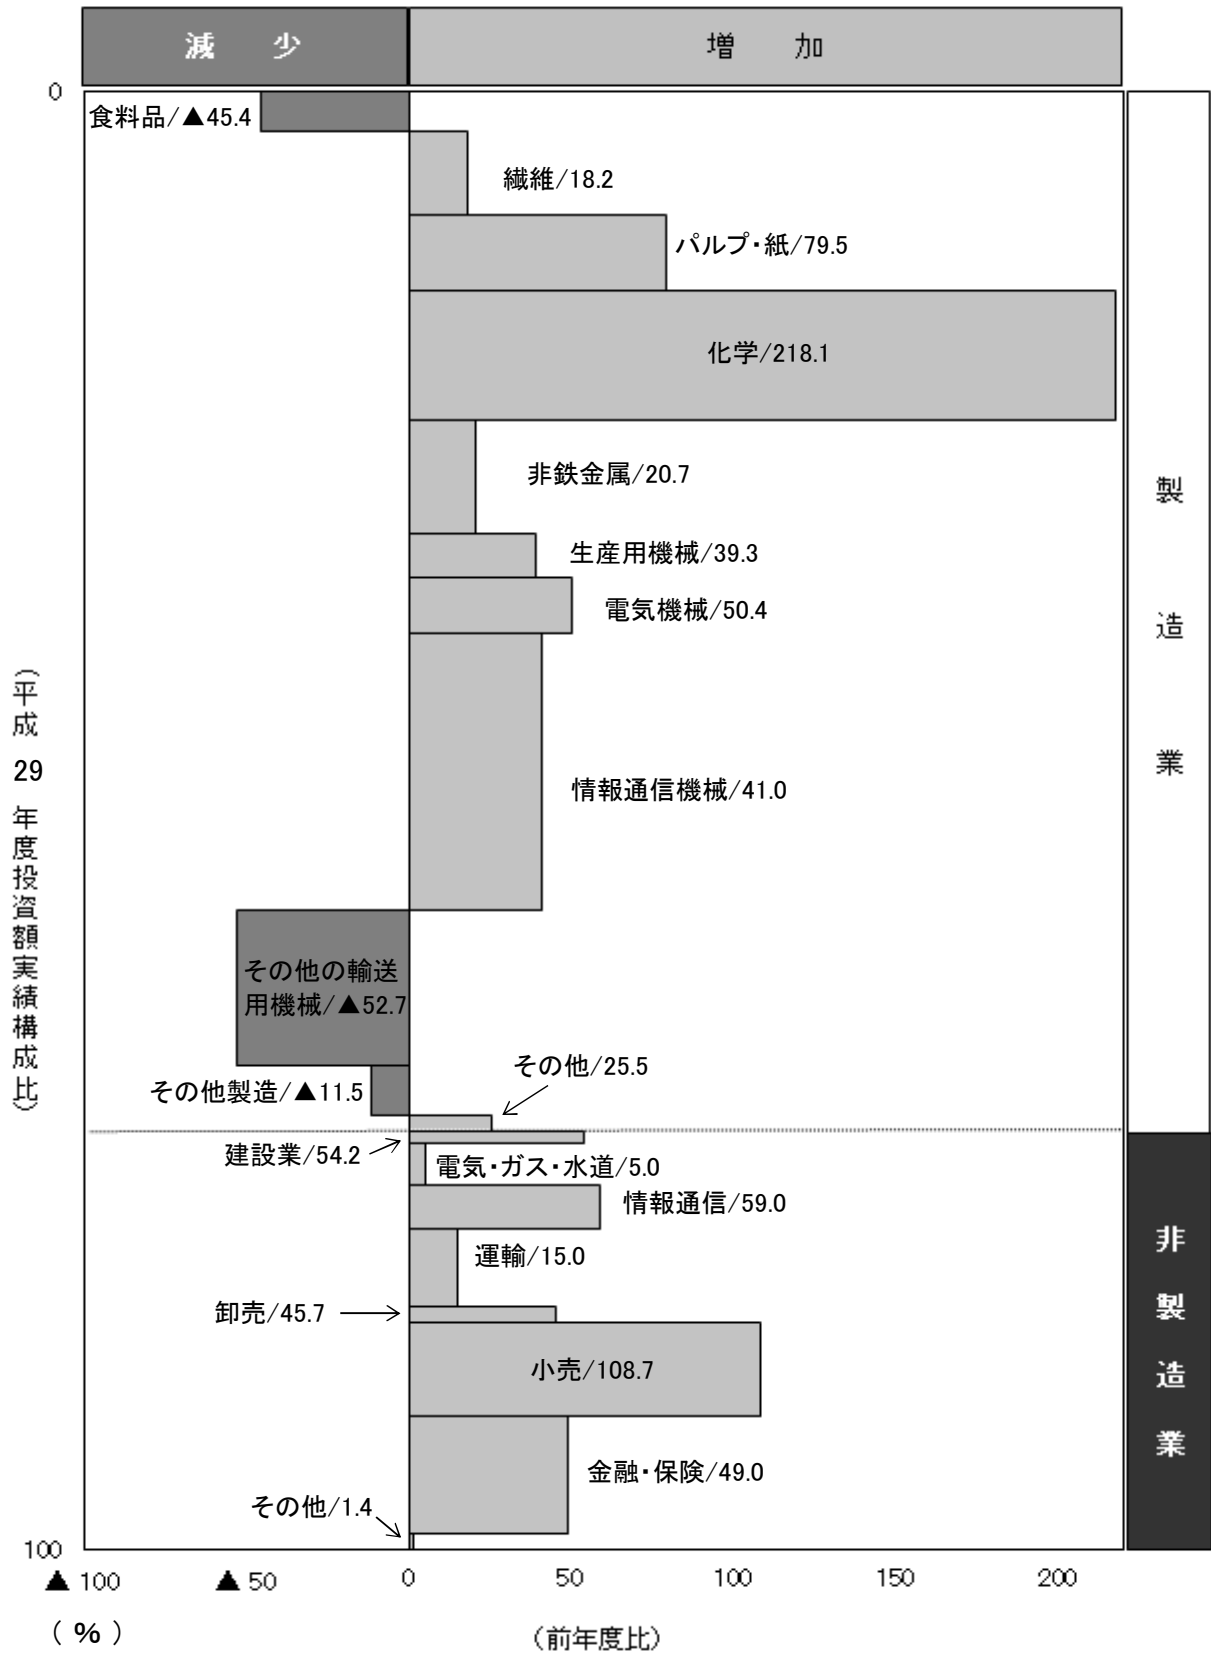 減 少
増 加
0
食料品/▲45.4
繊維/18.2
パルプ・紙/79.5
化学/218.1
非鉄金属/20.7
生産用機械/39.3
電気機械/50.4
情報通信機械/41.0
その他の輸送
用機械/▲52.7
その他製造/▲11.5
その他/25.5
建設業/54.2
電気・ガス・水道/5.0
情報通信/59.0
運輸/15.0
卸売/45.7
小売/108.7
金融・保険/49.0
その他/1.4
100
製造業
非製造業
(平成29年度投資額実績構成比)
▲100 ▲50 0 50 100 150 200
(%)
(前年度比)